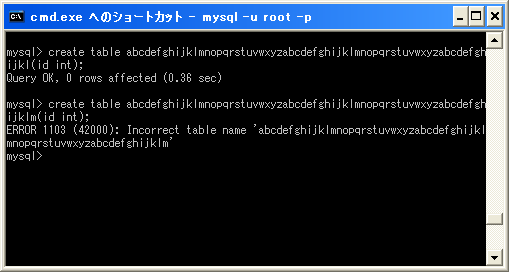 C:\ cmd.exe へのショートカット - mysql -u root -p
mysql> create table abcdefghijklmnopqrstuvwxyzabcdefghijklmnopqrstuvwxyzabcdefgh
ijkl(id int);
Query OK, 0 rows affected (0.36 sec)
mysql> create table abcdefghijklmnopqrstuvwxyzabcdefghijklmnopqrstuvwxyzabcdefgh
ijklm(id int);
ERROR 1103 (42000): Incorrect table name 'abcdefghijklmnopqrstuvwxyzabcdefghijkl
mnopqrstuvwxyzabcdefghijklm'
mysql>